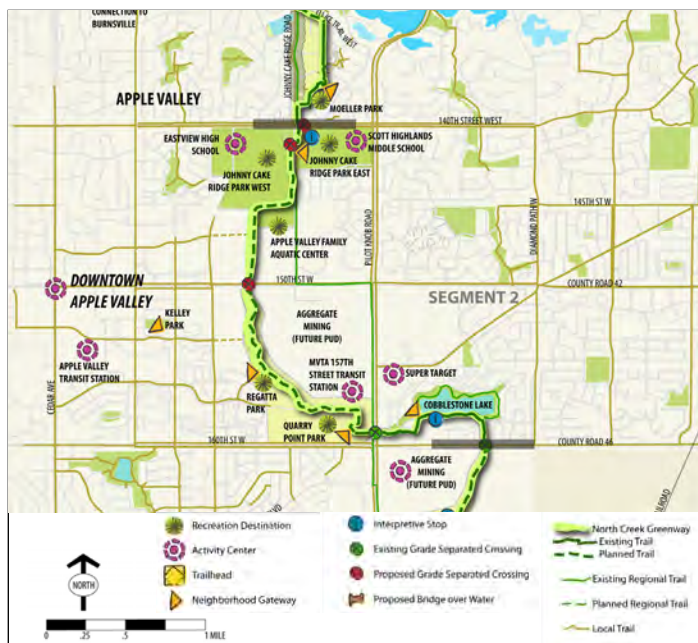 CONNECTION TO
BURNSVILLE
JOHNNY CAKE RIDGE ROAD
APPLE VALLEY
MOELLER PARK
140TH STREET WEST
EASTVIEW HIGH
SCHOOL
SCOTT HIGHLANDS
MIDDLE SCHOOL
JOHNNY CAKE
RIDGE PARK WEST
JOHNNY CAKE
RIDGE PARK EAST
PILOT KNOB ROAD
DIAMOND PATH W
145TH ST W
APPLE VALLEY FAMILY
AQUATIC CENTER
DOWNTOWN
APPLE VALLEY
150TH ST W
COUNTY ROAD 42
SEGMENT 2
KELLEY
PARK
AGGREGATE
MINING
(FUTURE PUD)
APPLE VALLEY
TRANSIT STATION
CEDAR AVE
MVTA 157TH
STREET TRANSIT
STATION
SUPER TARGET
REGATTA
PARK
COBBLESTONE LAKE
QUARRY
POINT PARK
160TH ST W
COUNTY ROAD 46
AGGREGATE
MINING
(FUTURE PUD)
NORTH
0 .25 .5 1 MILE
Recreation Destination
Activity Center
Trailhead
Neighborhood Gateway
Interpretive Stop
Existing Grade Separated Crossing
Proposed Grade Separated Crossing
Proposed Bridge over Water
North Creek Greenway
Existing Trail
Planned Trail
Existing Regional Trail
Planned Regional Trail
Local Trail